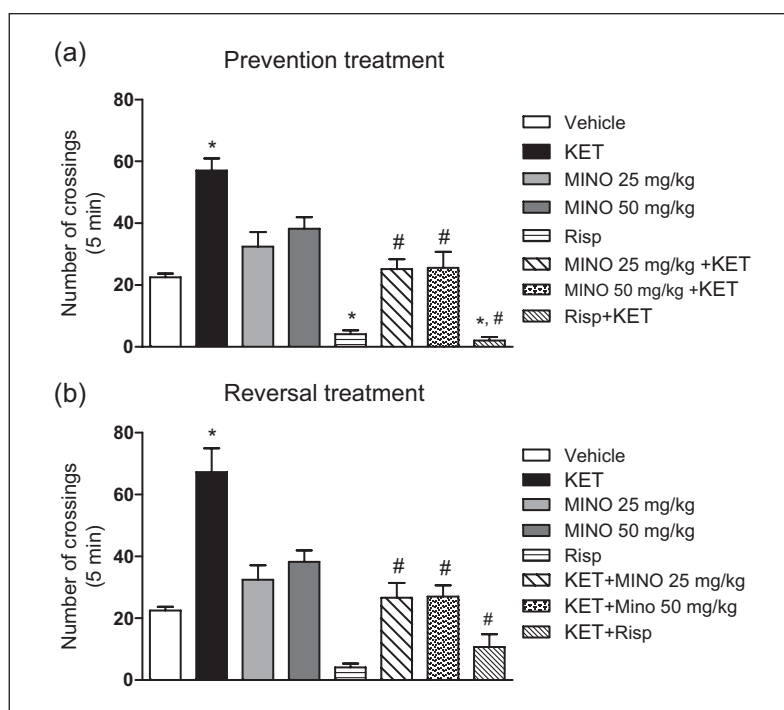 (a)
Prevention treatment
80
60
40
20
0
Number of crossings
(5 min)
*
*
#
#
*, #
Vehicle
KET
MINO 25 mg/kg
MINO 50 mg/kg
Risp
MINO 25 mg/kg +KET
MINO 50 mg/kg +KET
Risp+KET
(b)
Reversal treatment
80
60
40
20
0
Number of crossings
(5 min)
*
#
#
#
Vehicle
KET
MINO 25 mg/kg
MINO 50 mg/kg
Risp
KET+MINO 25 mg/kg
KET+Mino 50 mg/kg
KET+Risp